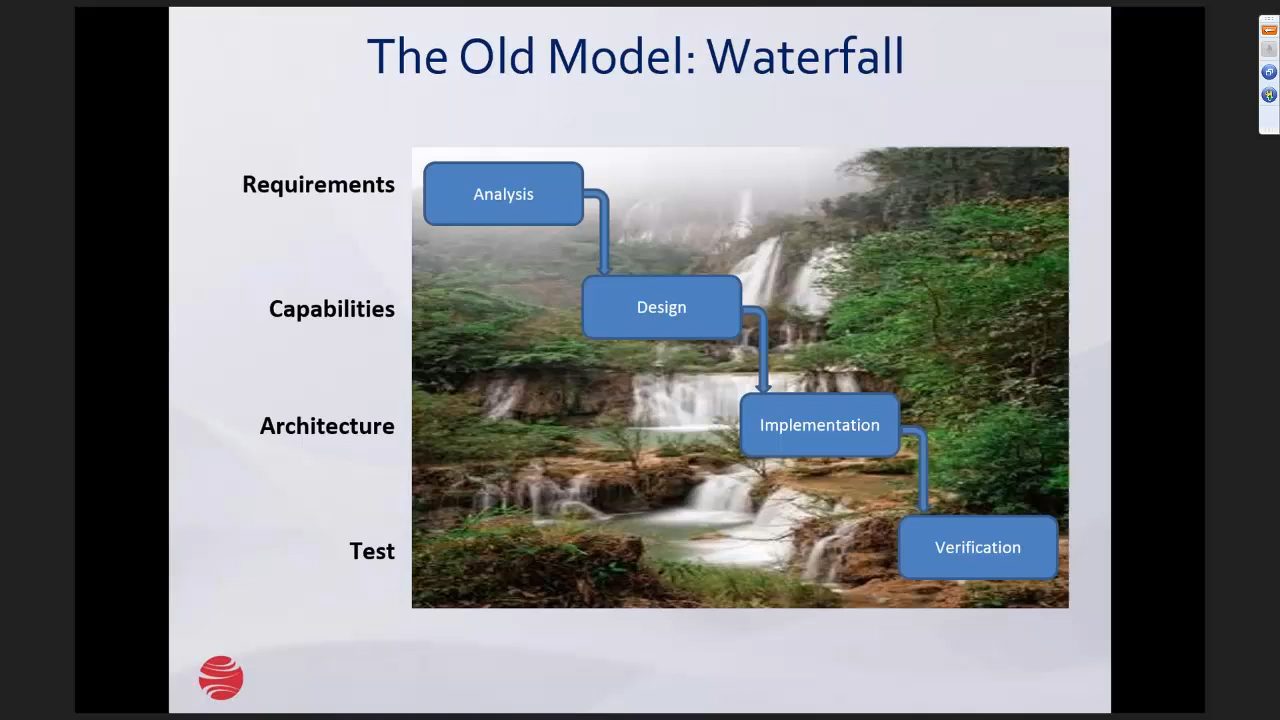 The Old Model: Waterfall
Requirements
Analysis
Capabilities
Design
Architecture
Implementation
Test
Verification